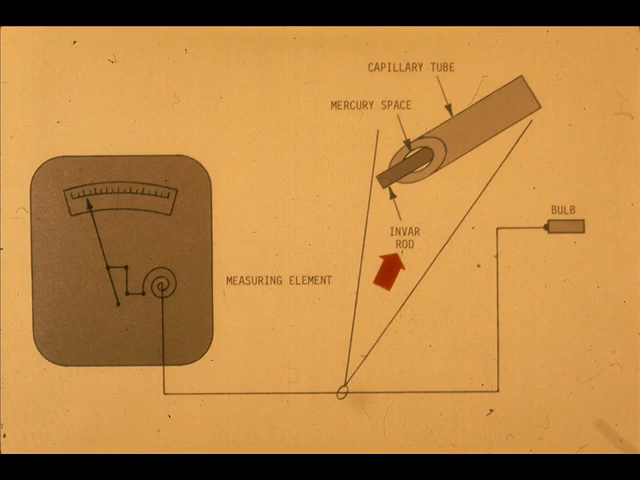 CAPILLARY TUBE
MERCURY SPACE
BULB
INVAR
ROD
MEASURING ELEMENT